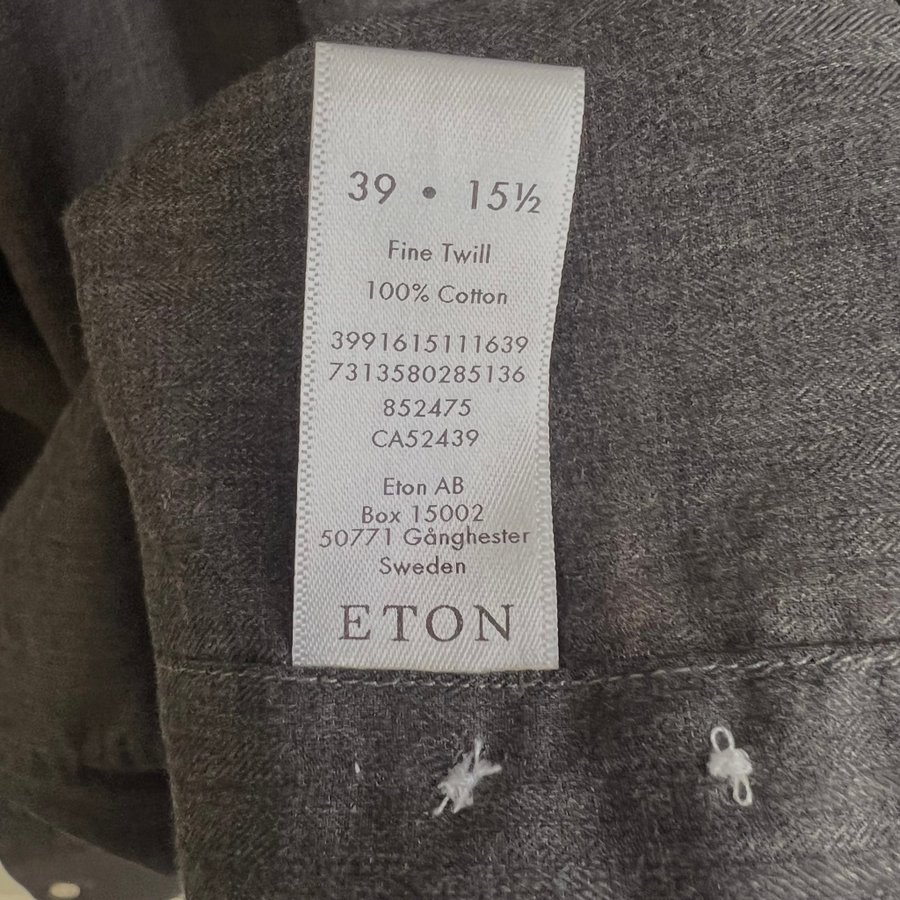 39 • 15½
Fine Twill
100% Cotton
3991615111639
7313580285136
852475
CA52439
Eton AB
Box 15002
50771 Gånghester
Sweden
ETON